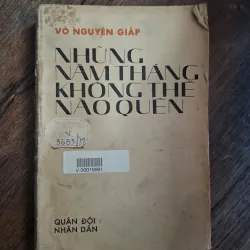 VÕ NGUYÊN GIÁP
NHỮNG
NĂM THÁNG
KHÔNG THỂ
NÀO QUÊN
QUÂN ĐỘI
NHÂN DÂN